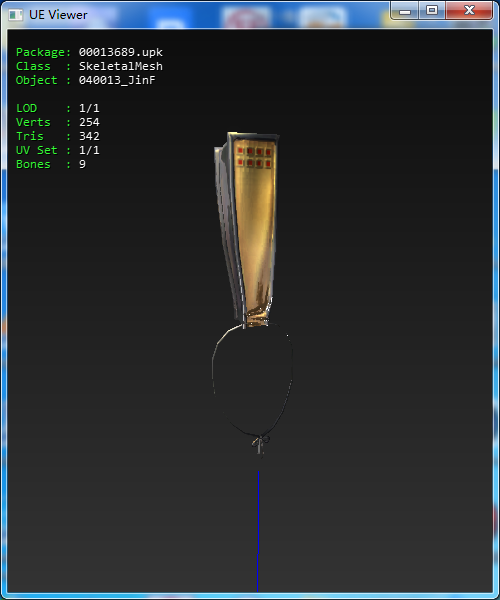 UE Viewer
Package: 00013689.upk
Class : SkeletalMesh
Object : 040013_JinF
LOD : 1/1
Verts : 254
Tris : 342
UV Set : 1/1
Bones : 9